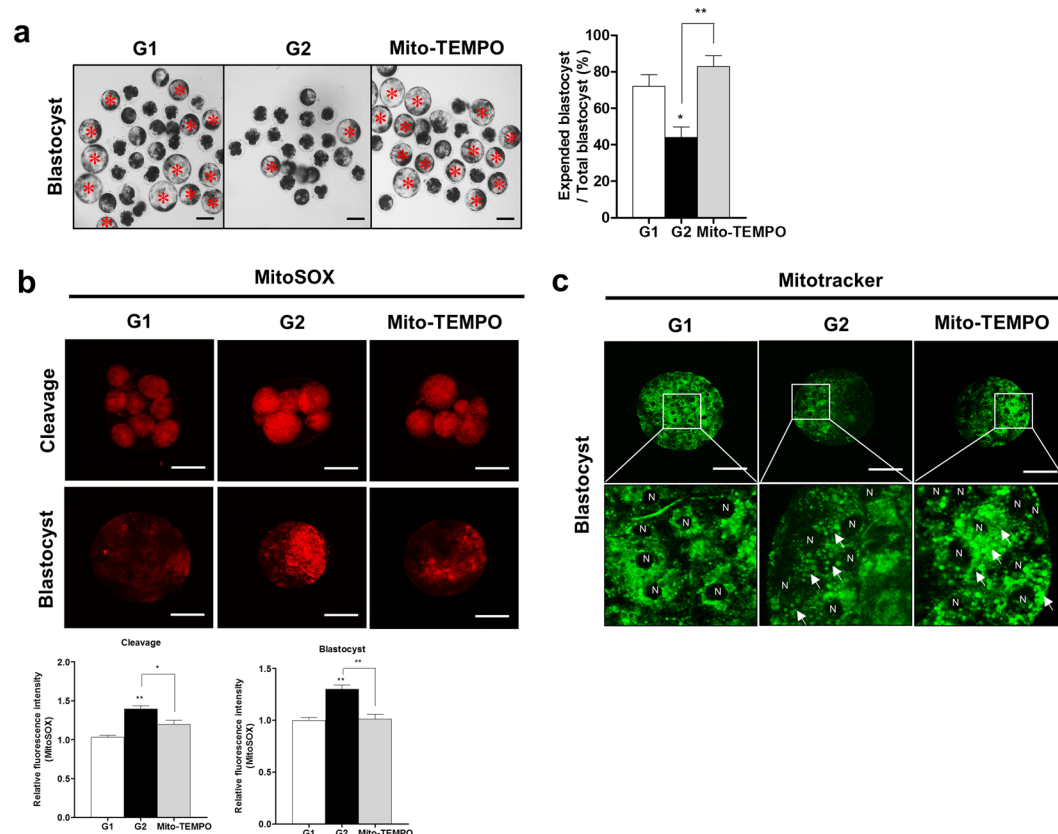 a
G1 G2 Mito-TEMPO
Blastocyst
* * * * * * * * * * * * *
* *
* * * * * * * * * * * * * *
Expended blastocyst
/ Total blastocyst (%)
100
80
60
40
20
0
**
*
G1 G2 Mito-TEMPO
b
MitoSOX
G1 G2 Mito-TEMPO
Cleavage
Blastocyst
Cleavage
Relative fluorescence intensity
(MitoSOX)
2.0
1.5
1.0
0.5
0.0
*
**
G1 G2 Mito-TEMPO
Blastocyst
Relative fluorescence intensity
(MitoSOX)
1.5
1.0
0.5
0.0
**
**
G1 G2 Mito-TEMPO
c
Mitotracker
G1 G2 Mito-TEMPO
Blastocyst
N N N N N N N
N N N N N N N
N N N N N N N N